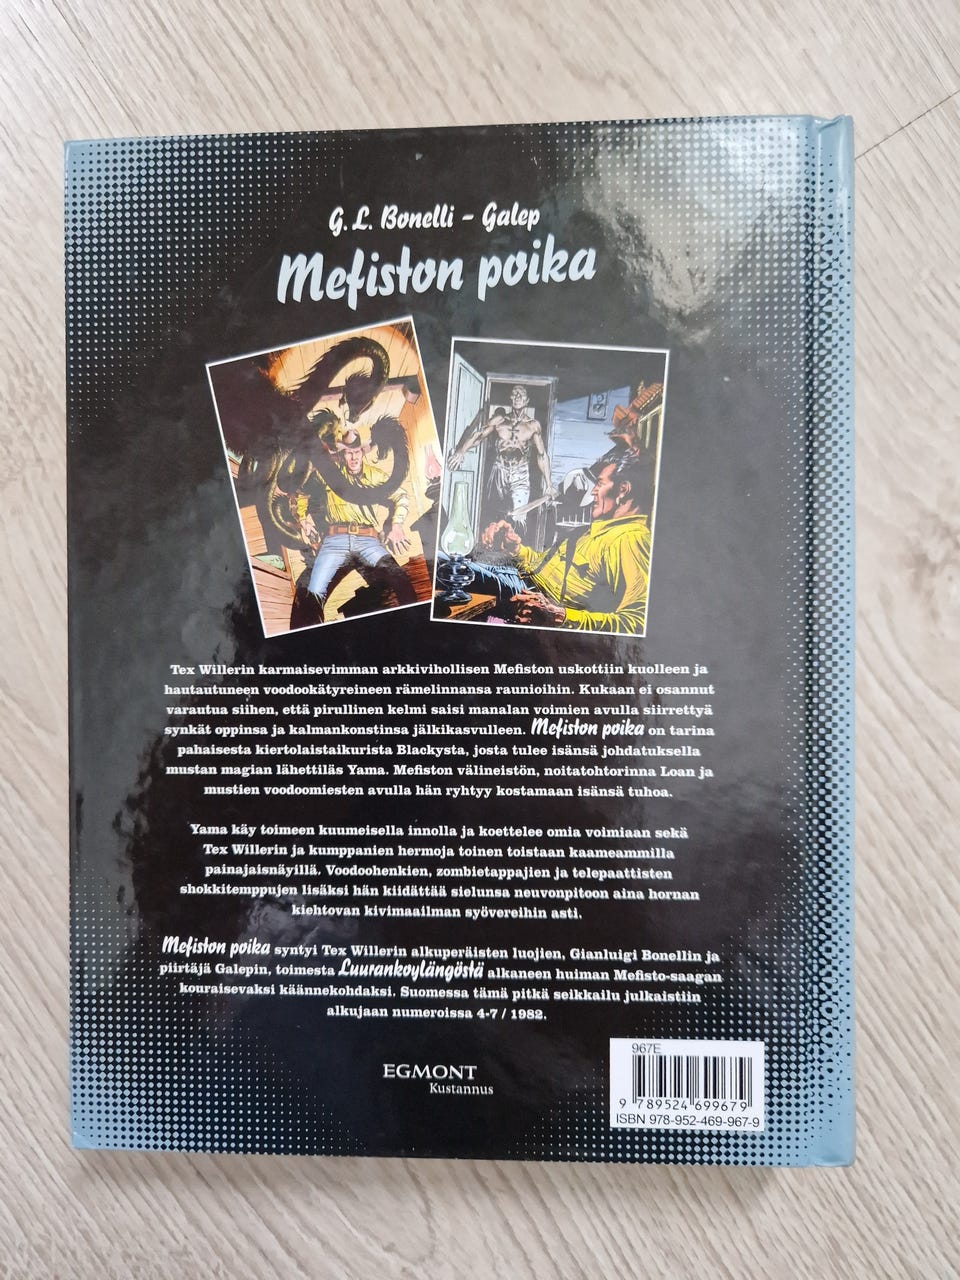 G. L. Bonelli - Galep
Mefiston poika
Tex Willerin karmaisevimman arkkivihollisen Mefiston uskottiin kuolleen ja
hautautuneen voodookätyreineen rämelinnansa raunioihin. Kukaan ei osannut
varautua siihen, että pirullinen kelmi saisi manalan voimien avulla siirrettyä
synkät oppinsa ja kalmankonstinsa jälkikasvulleen. Mefiston poika on tarina
pahaisesta kiertolaistaikurista Blackysta, josta tulee isänsä johdatuksella
mustan magian lähettiläs Yama. Mefiston välineistön, noitatohtorinna Loan ja
mustien voodoomiesten avulla hän ryhtyy kostamaan isänsä tuhoa.
Yama käy toimeen kuumeisella innolla ja koettelee omia voimiaan sekä
Tex Willerin ja kumppanien hermoja toinen toistaan kaameammilla
painajaisnäyillä. Voodoohenkien, zombietappajien ja telepaattisten
shokkitemppujen lisäksi hän kiidättää sielunsa neuvonpitoon aina hornan
kiehtovan kivimaailman syövereihin asti.
Mefiston poika syntyi Tex Willerin alkuperäisten luojien, Gianluigi Bonellin ja
piirtäjä Galepin, toimesta Luurankoylängöstä alkaneen huiman Mefisto-saagan
kouraisevaksi käännekohdaksi. Suomessa tämä pitkä seikkailu julkaistiin
alkujaan numeroissa 4-7 / 1982.
EGMONT
Kustannus
967E
9 789524 699679
ISBN 978-952-469-967-9